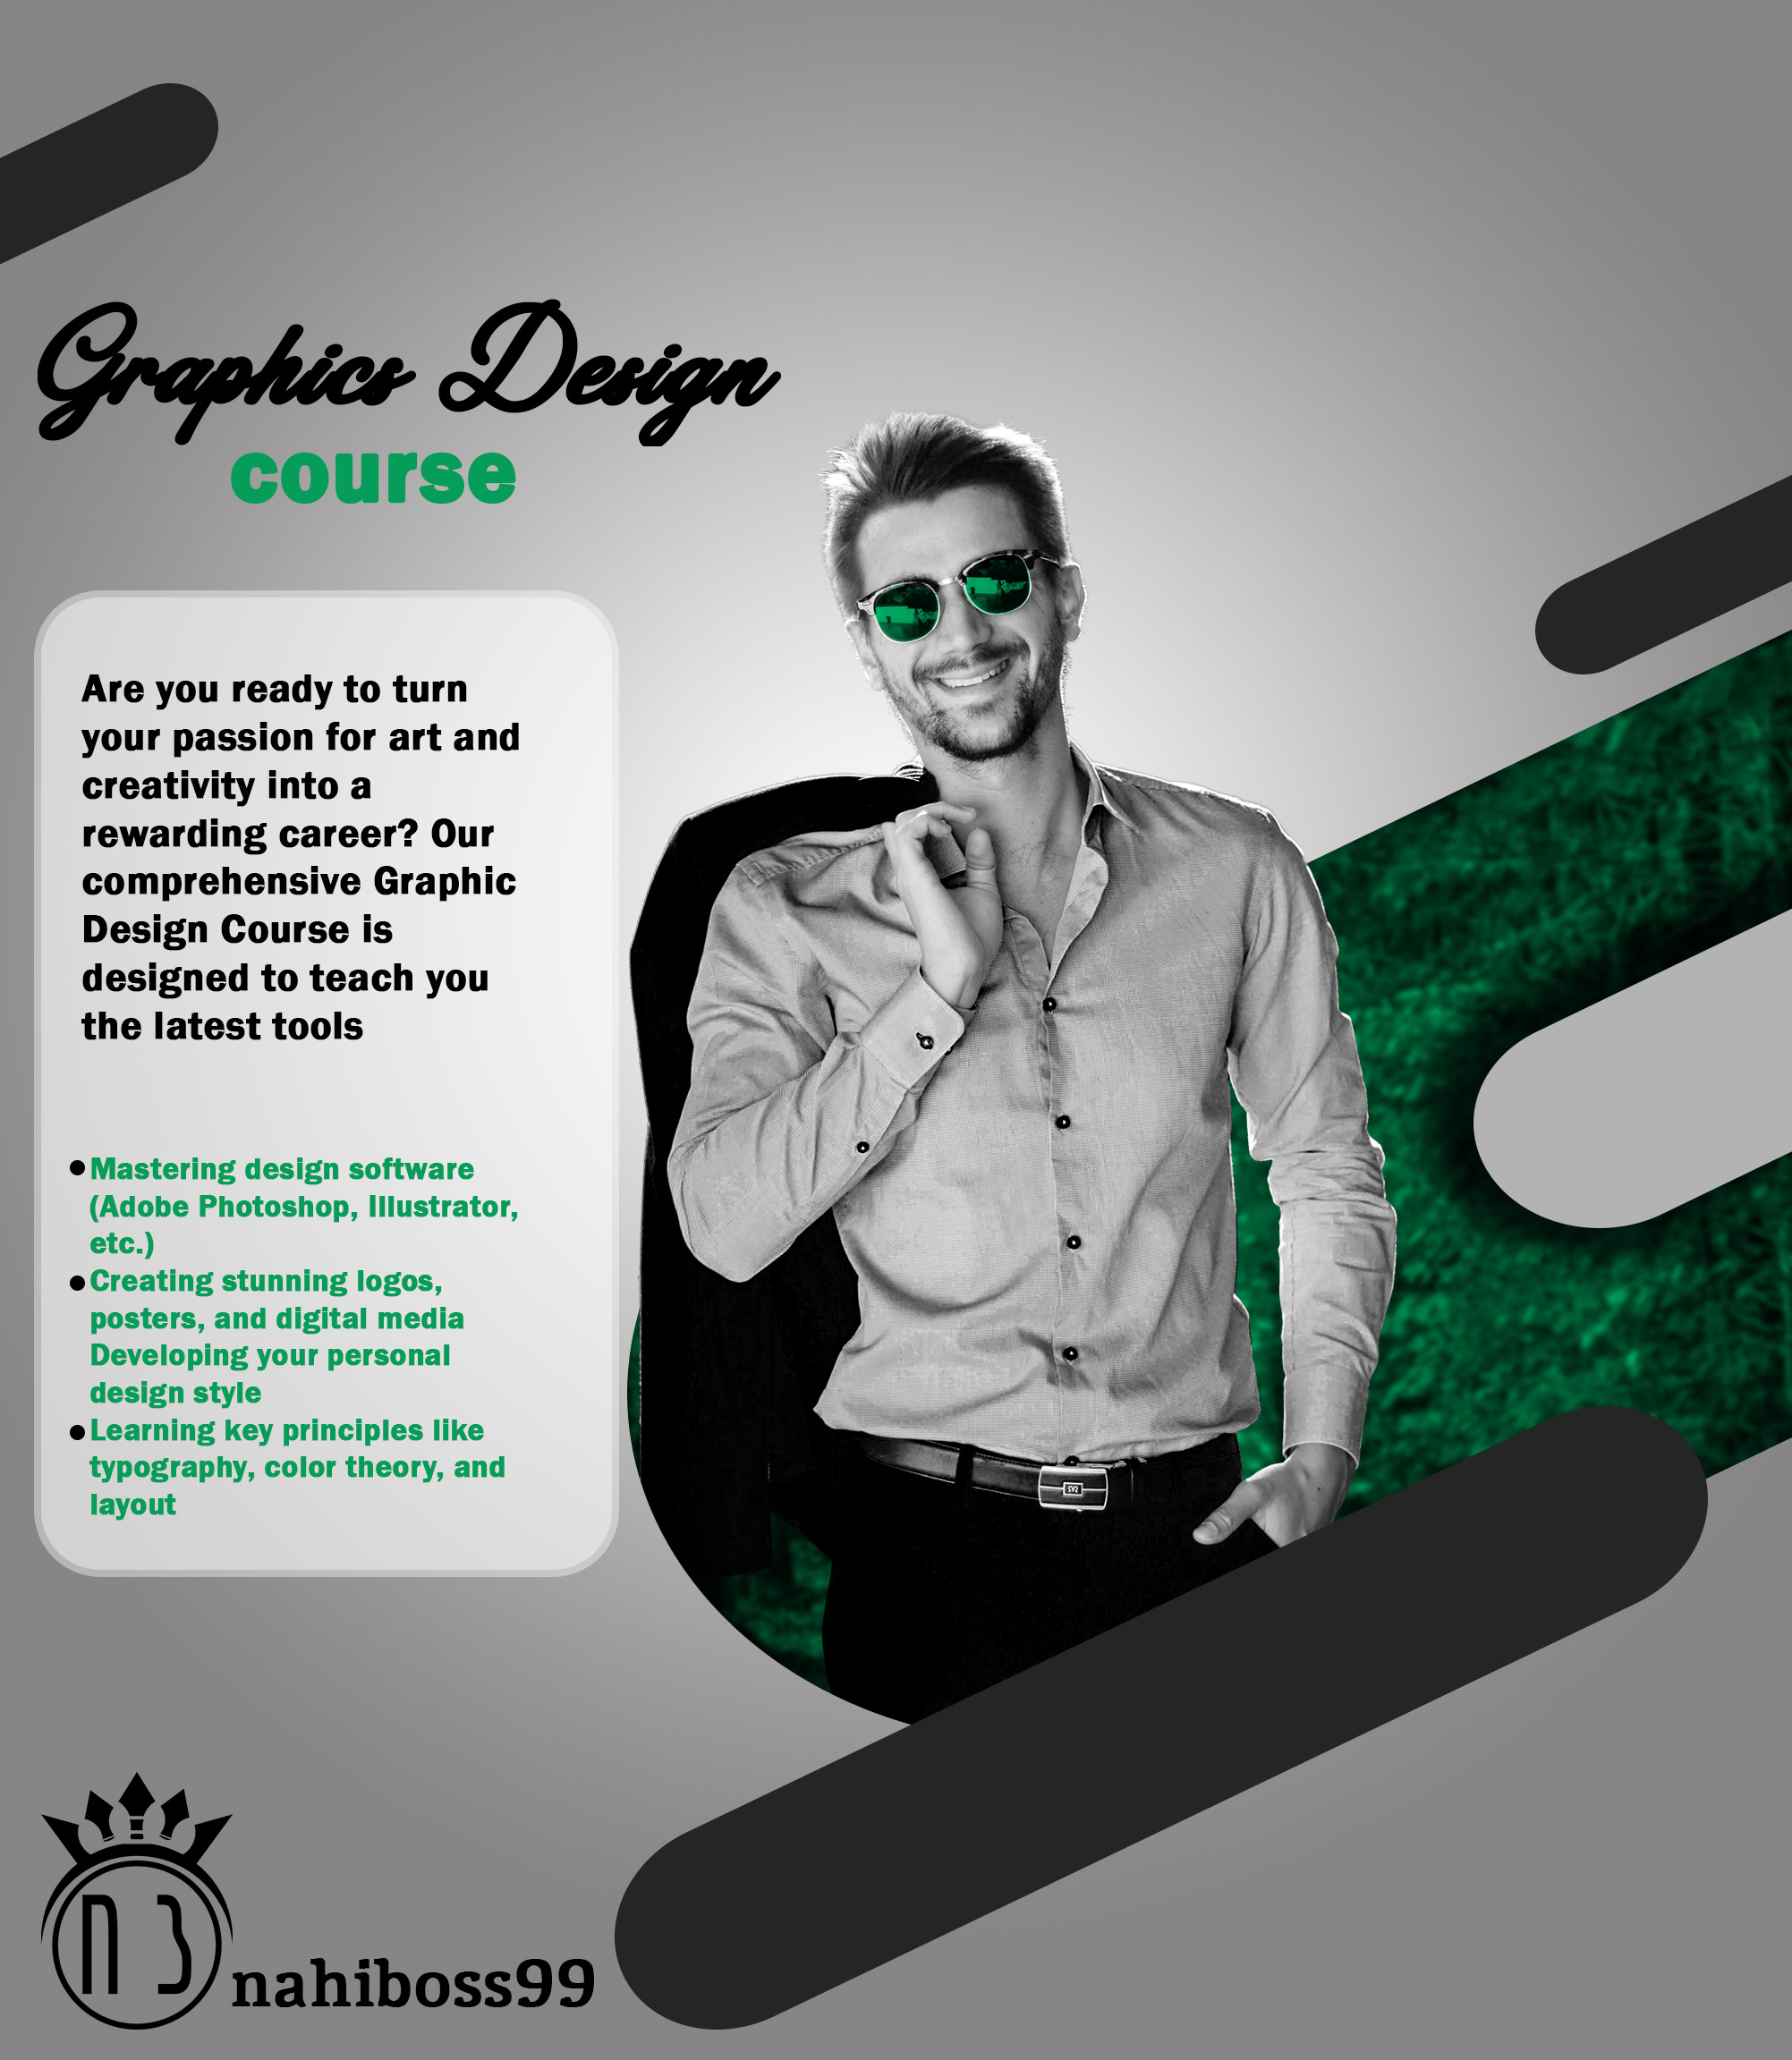 Graphics Design
course
Are you ready to turn
your passion for art and
creativity into a
rewarding career? Our
comprehensive Graphic
Design Course is
designed to teach you
the latest tools
●Mastering design software
(Adobe Photoshop, Illustrator,
etc.)
●Creating stunning logos,
posters, and digital media
Developing your personal
design style
●Learning key principles like
typography, color theory, and
layout
nahiboss99